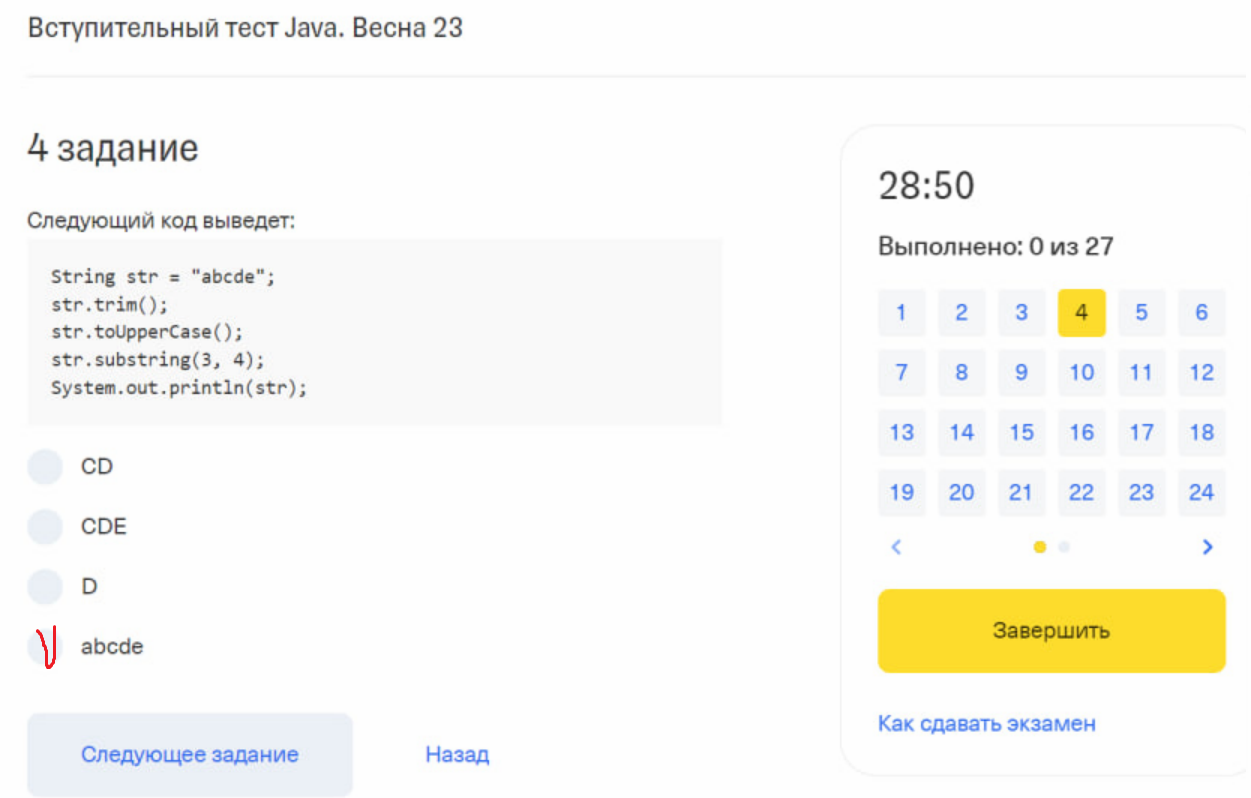 Вступительный тест Java. Весна 23
4 задание
Следующий код выведет:
String str = "abcde";
str.trim();
str.toUpperCase();
str.substring(3, 4);
System.out.println(str);
CD
CDE
D
abcde
Следующее задание
Назад
28:50
Выполнено: 0 из 27
1 2 3 4 5 6
7 8 9 10 11 12
13 14 15 16 17 18
19 20 21 22 23 24
Завершить
Как сдавать экзамен